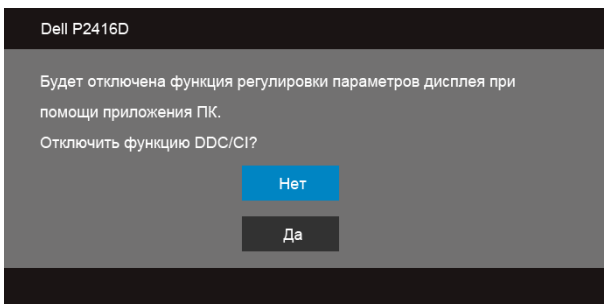 Dell P2416D
Будет отключена функция регулировки параметров дисплея при
помощи приложения ПК.
Отключить функцию DDC/CI?
Нет
Да